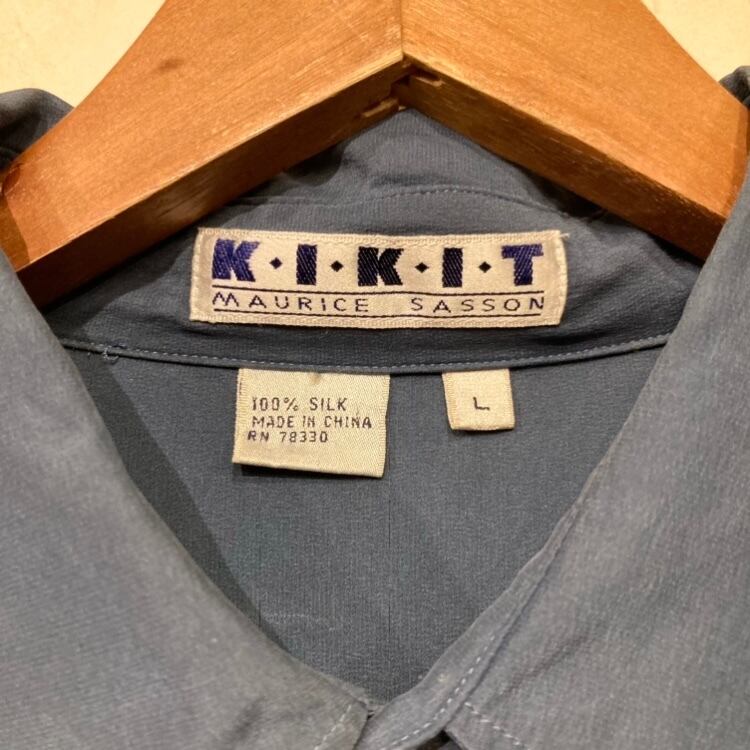 K·I·K·I·T
MAURICE SASSON
100% SILK
MADE IN CHINA
RN 78330
L